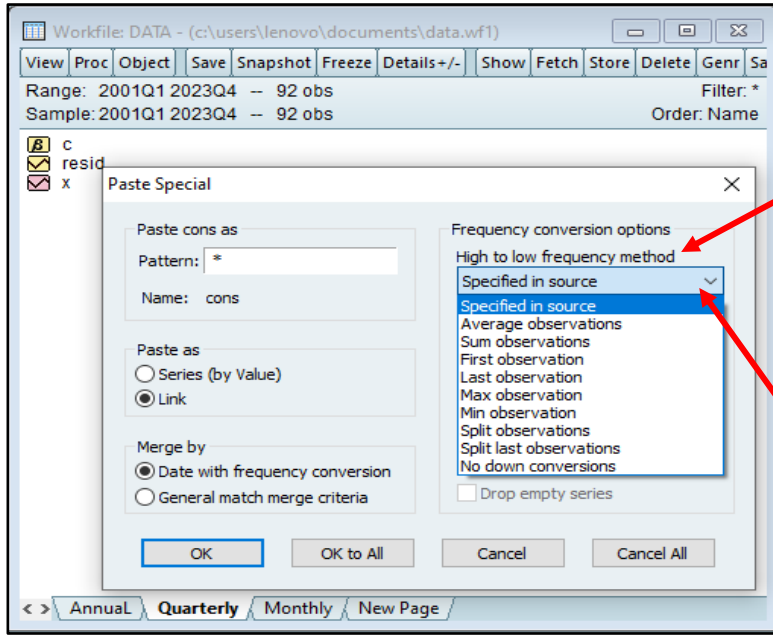 Workfile: DATA - (c:\users\lenovo\documents\data.wf1)
View Proc Object Save Snapshot Freeze Details+/- Show Fetch Store Delete Genr Sa
Range: 2001Q1 2023Q4 -- 92 obs Filter: *
Sample: 2001Q1 2023Q4 -- 92 obs Order: Name
β c
resid
x
Paste Special
Paste cons as
Pattern: *
Name: cons
Paste as
Series (by Value)
Link
Merge by
Date with frequency conversion
General match merge criteria
Frequency conversion options
High to low frequency method
Specified in source
Specified in source
Average observations
Sum observations
First observation
Last observation
Max observation
Min observation
Split observations
Split last observations
No down conversions
Drop empty series
OK OK to All Cancel Cancel All
< > AnnuaL Quarterly Monthly New Page